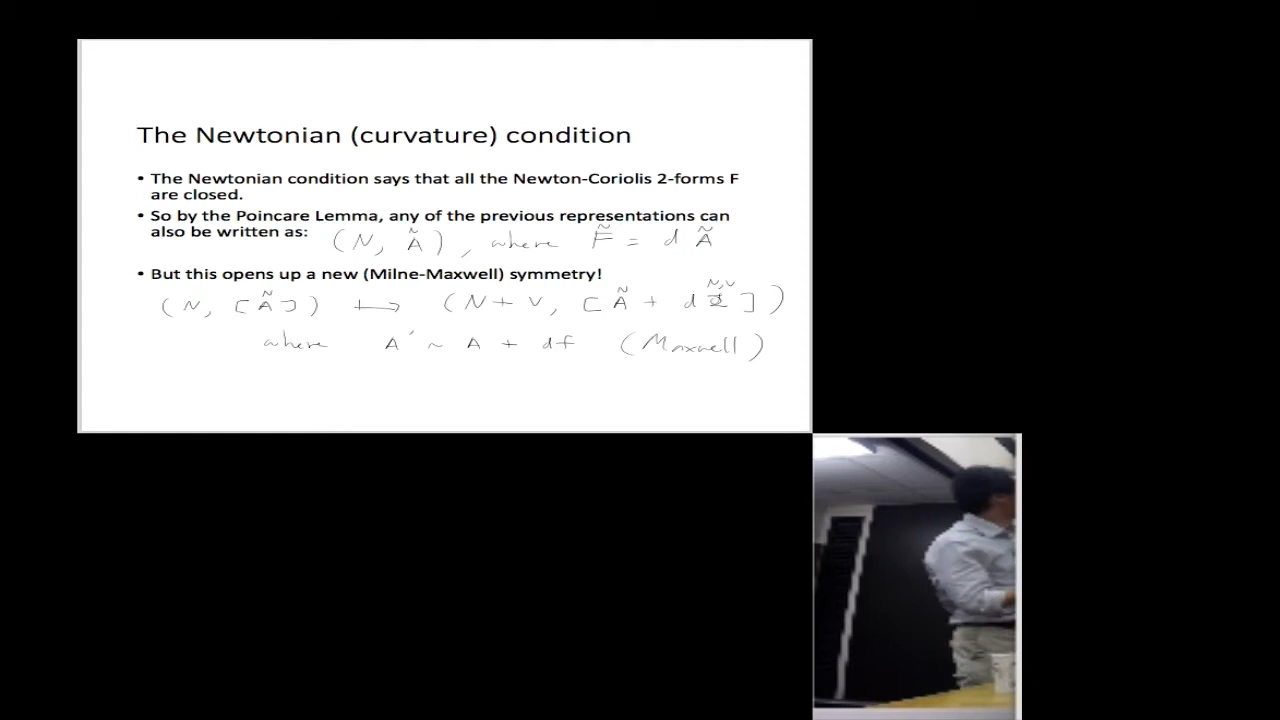 The Newtonian (curvature) condition
• The Newtonian condition says that all the Newton-Coriolis 2-forms F
are closed.
• So by the Poincare Lemma, any of the previous representations can
also be written as: (N, Ã), where F̃ = d Ã
• But this opens up a new (Milne-Maxwell) symmetry!
(N, [Ã]) ⟼ (N + V, [Ã + d
where A' ~ A + df (Maxwell)